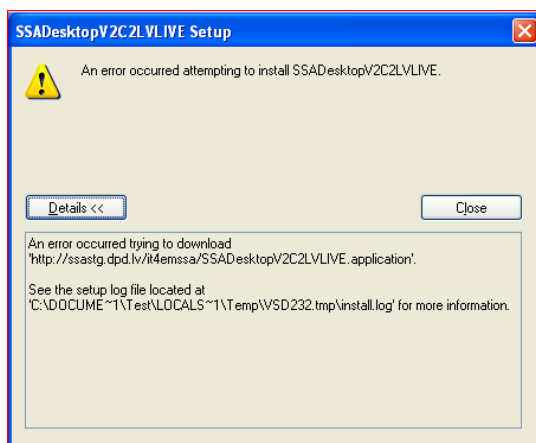 SSADesktopV2C2LVLIVE Setup
An error occurred attempting to install SSADesktopV2C2LVLIVE.
Details <<
Close
An error occurred trying to download
'http://ssastg.dpd.lv/it4emssa/SSADesktopV2C2LVLIVE.application'.
See the setup log file located at
'C:\DOCUME~1\Test\LOCALS~1\Temp\VSD232.tmp\install.log' for more information.